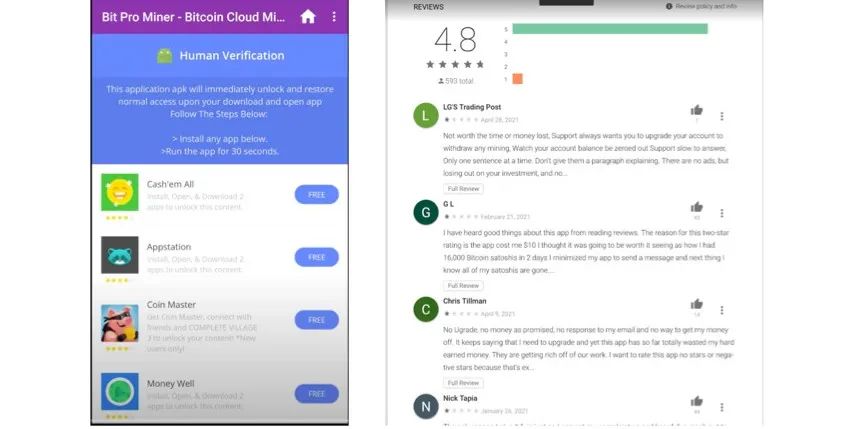 Bit Pro Miner - Bitcoin Cloud Mi...
Human Verification
This application apk will immediately unlock and restore
normal access upon your download and open app
Follow The Steps Below:
> Install any app below.
>Run the app for 30 seconds.
Cash'em All
Install, Open, & Download 2
apps to unlock this content.
FREE
Appstation
Install, Open, & Download 2
apps to unlock this content.
FREE
Coin Master
Get Coin Master, connect with
friends and COMPLETE VILLAGE
3 to unlock your content! *New
users only!
FREE
Money Well
Install, Open, & Download 2
apps to unlock this content.
FREE
REVIEWS
Review policy and info
4.8
593 total
5
4
3
2
1
L
LG'S Trading Post
April 28, 2021
Not worth the time or money lost, Support always wants you to upgrade your account to
withdraw any mining, Watch your account balance be zeroed out Support slow to answer,
Only one sentence at a time. Don't give them a paragraph explaining. There are no ads, but
losing out on your investment, and no...
Full Review
G
G L
February 21, 2021
I have heard good things about this app from reading reviews. The reason for this two-star
rating is the app cost me $10 I thought it was going to be worth it seeing as how I had
16,000 Bitcoin satoshis in 2 days I minimized my app to send a message and next thing I
know all of my satoshis are gone....
Full Review
C
Chris Tillman
April 9, 2021
No Ugrade, no money as promised, no response to my email and no way to get my money
off. It keeps saying that I need to upgrade and yet this app has so far totally wasted my hard
earned money. They are getting rich off of our work. I want to rate this app no stars or nega-
tive stars because that's ex...
Full Review
N
Nick Tapia
January 26, 2021